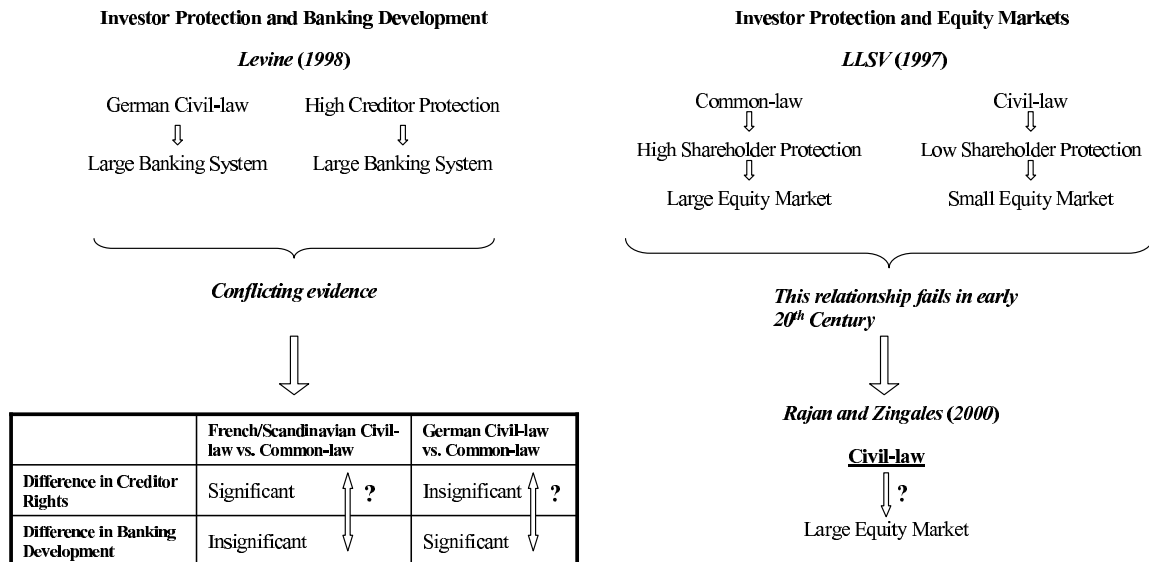 Investor Protection and Banking Development
Levine (1998)
German Civil-law
High Creditor Protection
Large Banking System
Large Banking System
Conflicting evidence
French/Scandinavian Civil-
law vs. Common-law
German Civil-law
vs. Common-law
Difference in Creditor
Rights
Significant
?
Insignificant
?
Difference in Banking
Development
Insignificant
Significant
Investor Protection and Equity Markets
LLSV (1997)
Common-law
Civil-law
High Shareholder Protection
Low Shareholder Protection
Large Equity Market
Small Equity Market
This relationship fails in early
20th Century
Rajan and Zingales (2000)
Civil-law
?
Large Equity Market